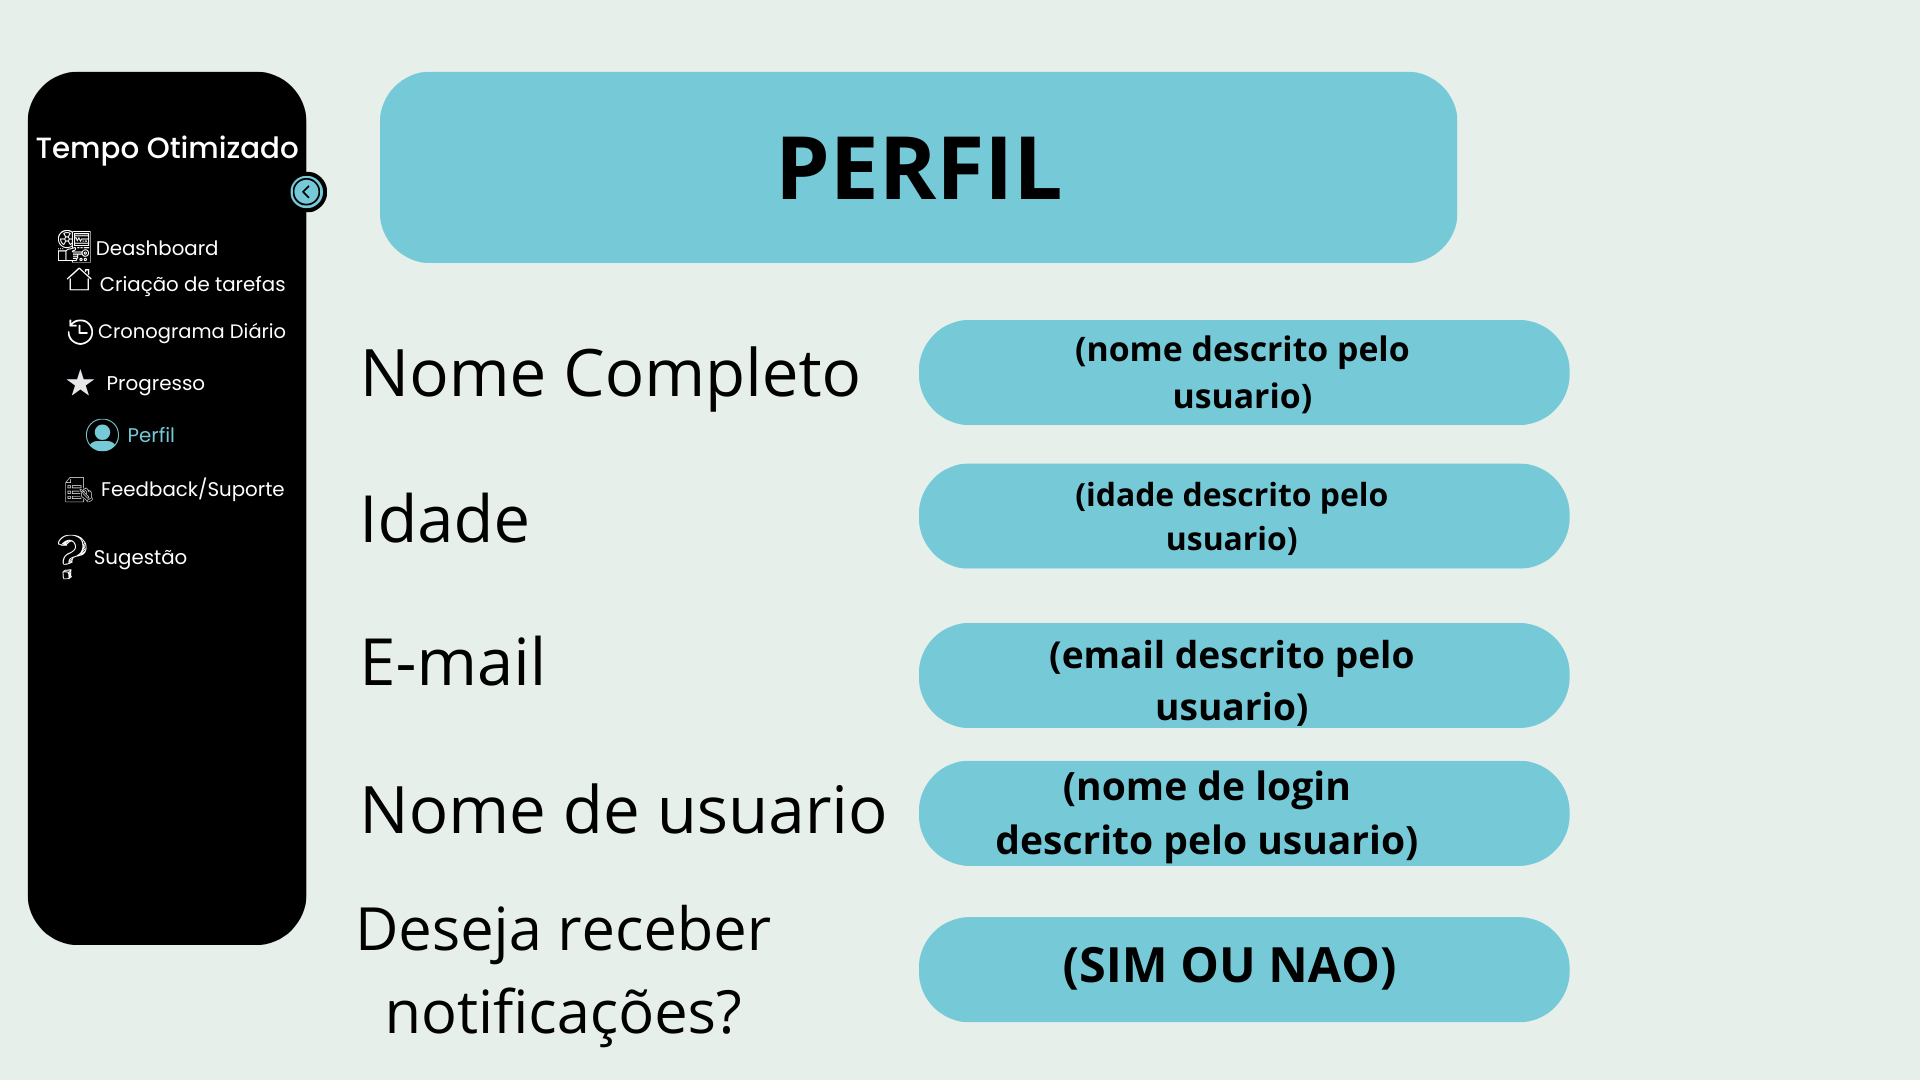 Tempo Otimizado
Deashboard
Criação de tarefas
Cronograma Diário
Progresso
Perfil
Feedback/Suporte
Sugestão
PERFIL
Nome Completo
(nome descrito pelo
usuario)
Idade
(idade descrito pelo
usuario)
E-mail
(email descrito pelo
usuario)
Nome de usuario
(nome de login
descrito pelo usuario)
Deseja receber
notificações?
(SIM OU NAO)